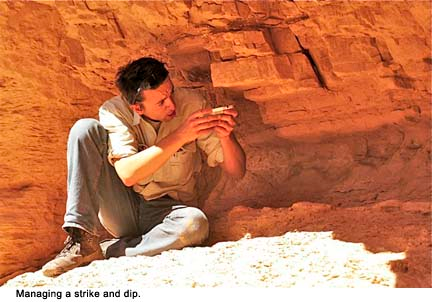 Managing a strike and dip.